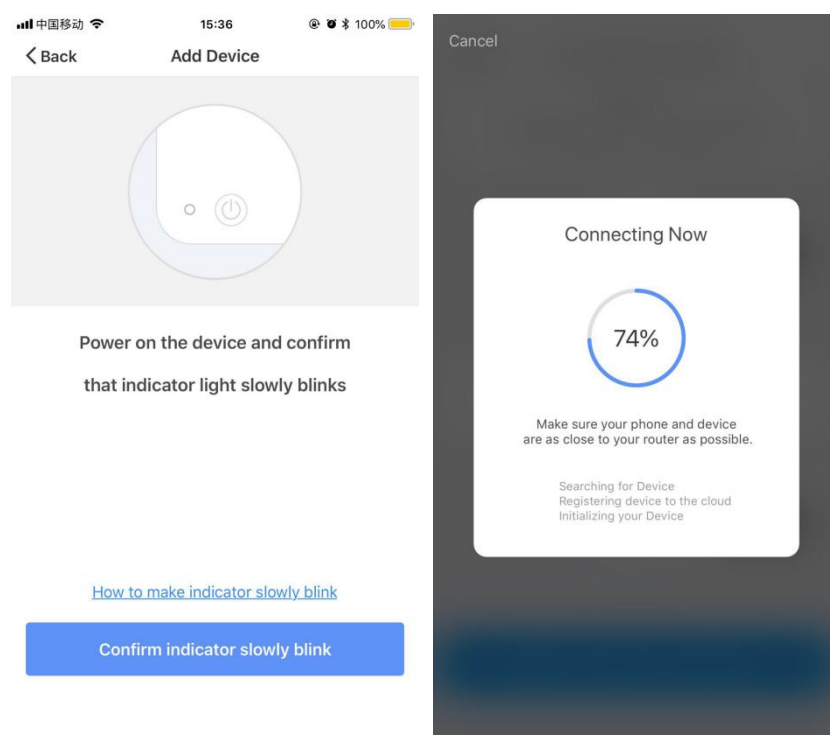 中国移动 15:36 100%
Back Add Device
Power on the device and confirm
that indicator light slowly blinks
How to make indicator slowly blink
Confirm indicator slowly blink
Cancel
Connecting Now
74%
Make sure your phone and device
are as close to your router as possible.
Searching for Device
Registering device to the cloud
Initializing your Device